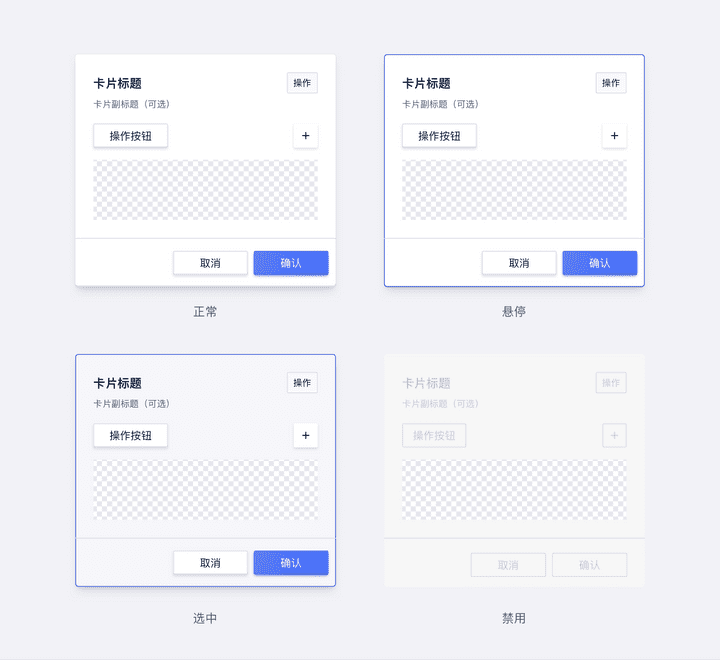 卡片标题 操作
卡片副标题（可选）
操作按钮 +
取消 确认
正常
卡片标题 操作
卡片副标题（可选）
操作按钮 +
取消 确认
悬停
卡片标题 操作
卡片副标题（可选）
操作按钮 +
取消 确认
选中
卡片标题 操作
卡片副标题（可选）
操作按钮 +
取消 确认
禁用